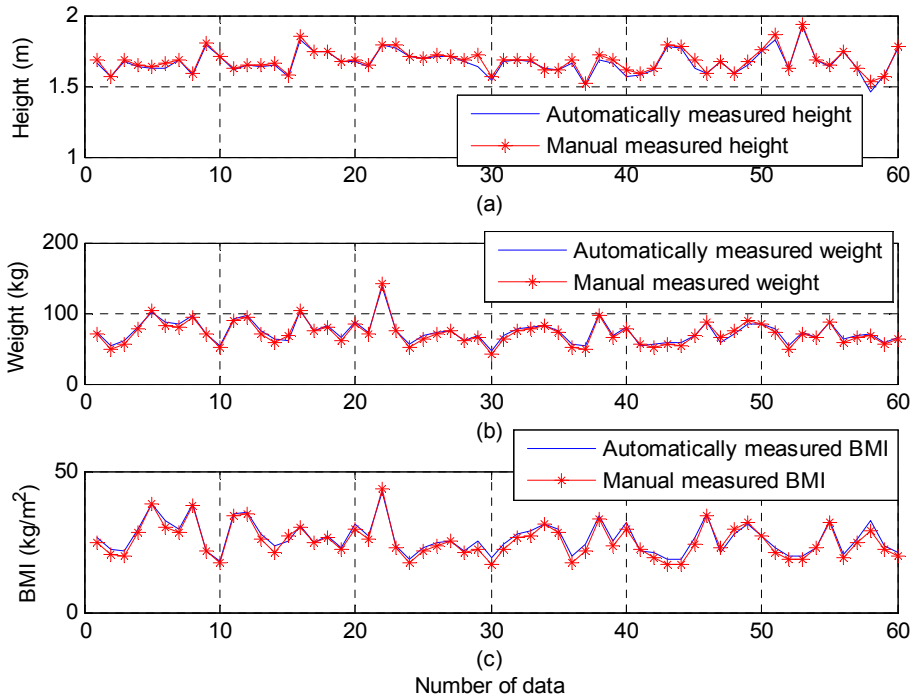 2
1.5
1
Height (m)
Automatically measured height
Manual measured height
0 10 20 30 40 50 60
(a)
200
100
0
Weight (kg)
Automatically measured weight
Manual measured weight
0 10 20 30 40 50 60
(b)
50
0
BMI (kg/m²)
Automatically measured BMI
Manual measured BMI
0 10 20 30 40 50 60
(c)
Number of data